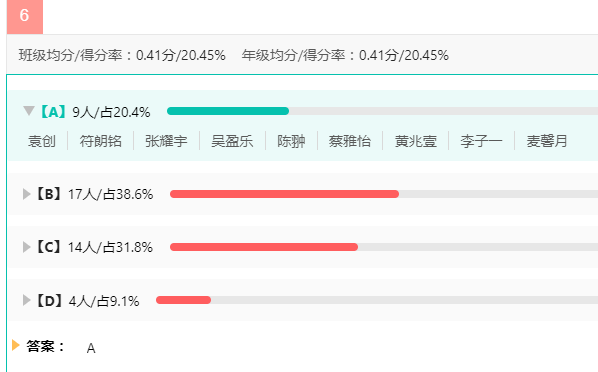 6
班级均分/得分率：0.41分/20.45% 年级均分/得分率：0.41分/20.45%
【A】9人/占20.4%
袁创 符朗铭 张耀宇 吴盈乐 陈翀 蔡雅怡 黄兆壹 李子一 麦馨月
【B】17人/占38.6%
【C】14人/占31.8%
【D】4人/占9.1%
答案： A